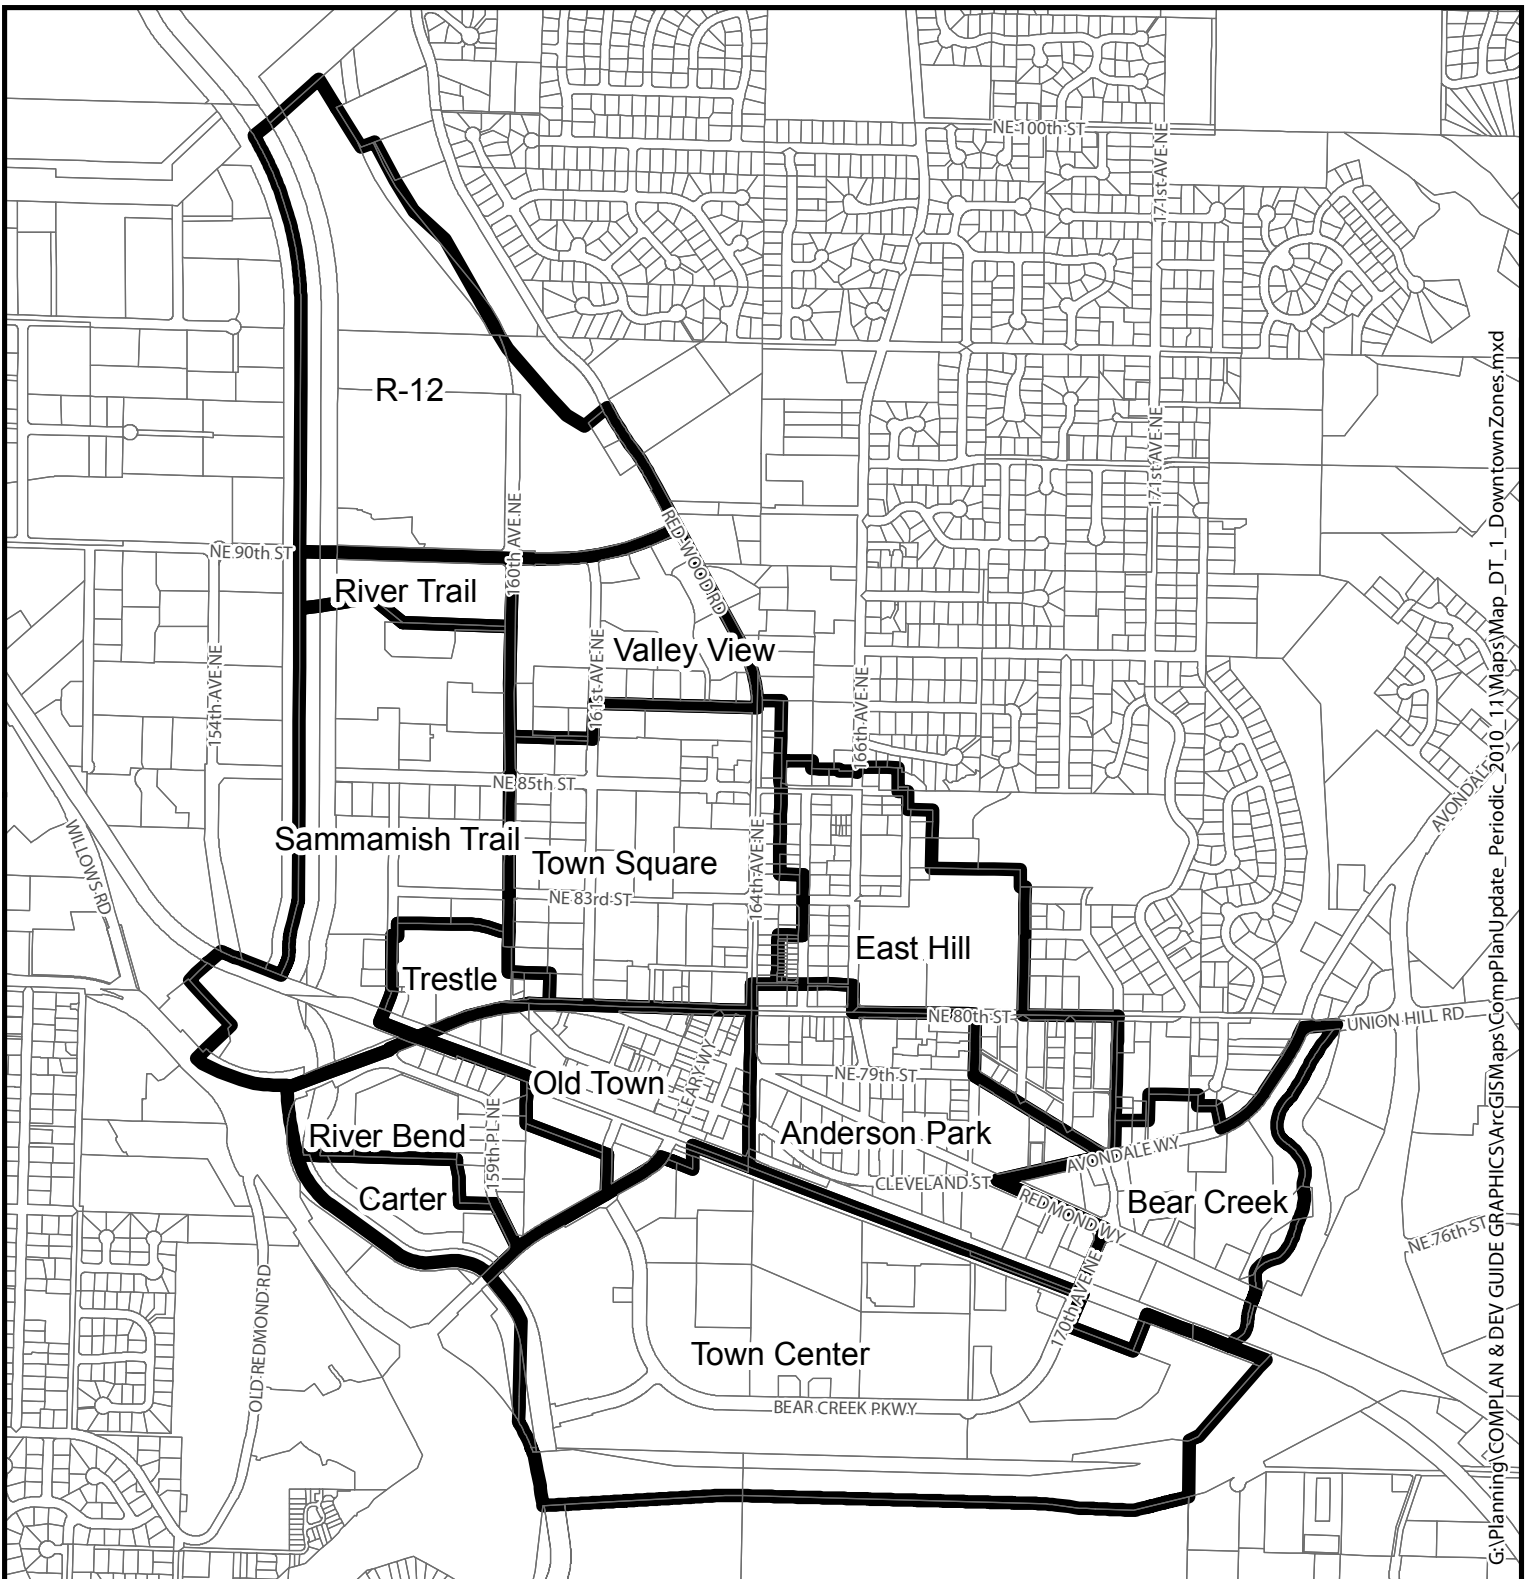 NE 100th ST
171st AVE NE
R-12
171st AVE NE
160th AVE NE
RED-WOOD RD
NE 90th ST
River Trail
Valley View
161st AVE NE
154th AVE NE
166th AVE NE
AVONDALE
NE 85th ST
Sammamish Trail
Town Square
WILLOWS RD
164th AVE NE
NE 83rd ST
East Hill
Trestle
NE 80th ST
UNION HILL RD
Old Town
LEARY WY
NE 79th ST
River Bend
159th PL NE
Anderson Park
AVONDALE WY
CLEVELAND ST
Carter
REDMOND WY
Bear Creek
NE 76th ST
OLD REDMOND RD
170th AVE NE
Town Center
BEAR CREEK PKWY
G:\Planning\COMPLAN & DEV GUIDE GRAPHICS\ArcGISMaps\CompPlanUpdate_Periodic_2010_11\Maps\Map_DT_1_DowntownZones.mxd